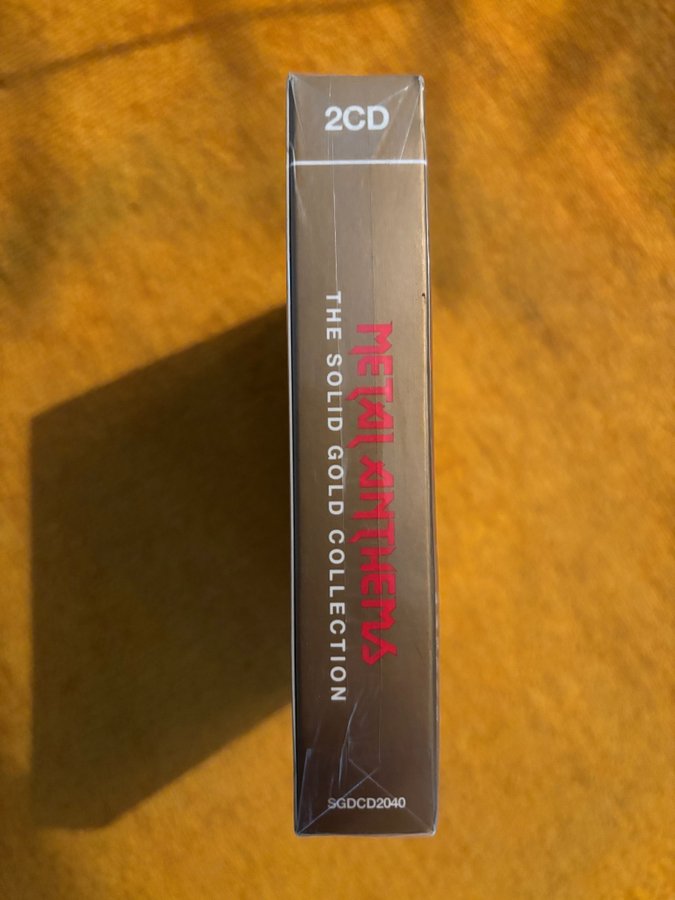 2CD
METAL ANTHEMS
THE SOLID GOLD COLLECTION
SGDCD2040